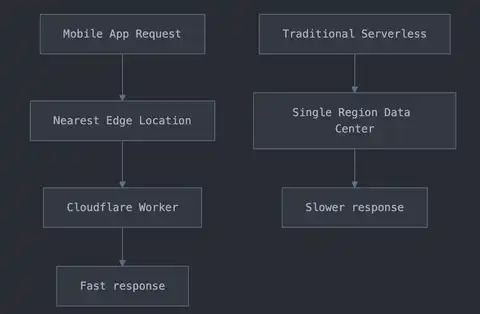 Mobile App Request
Nearest Edge Location
Cloudflare Worker
Fast response
Traditional Serverless
Single Region Data
Center
Slower response